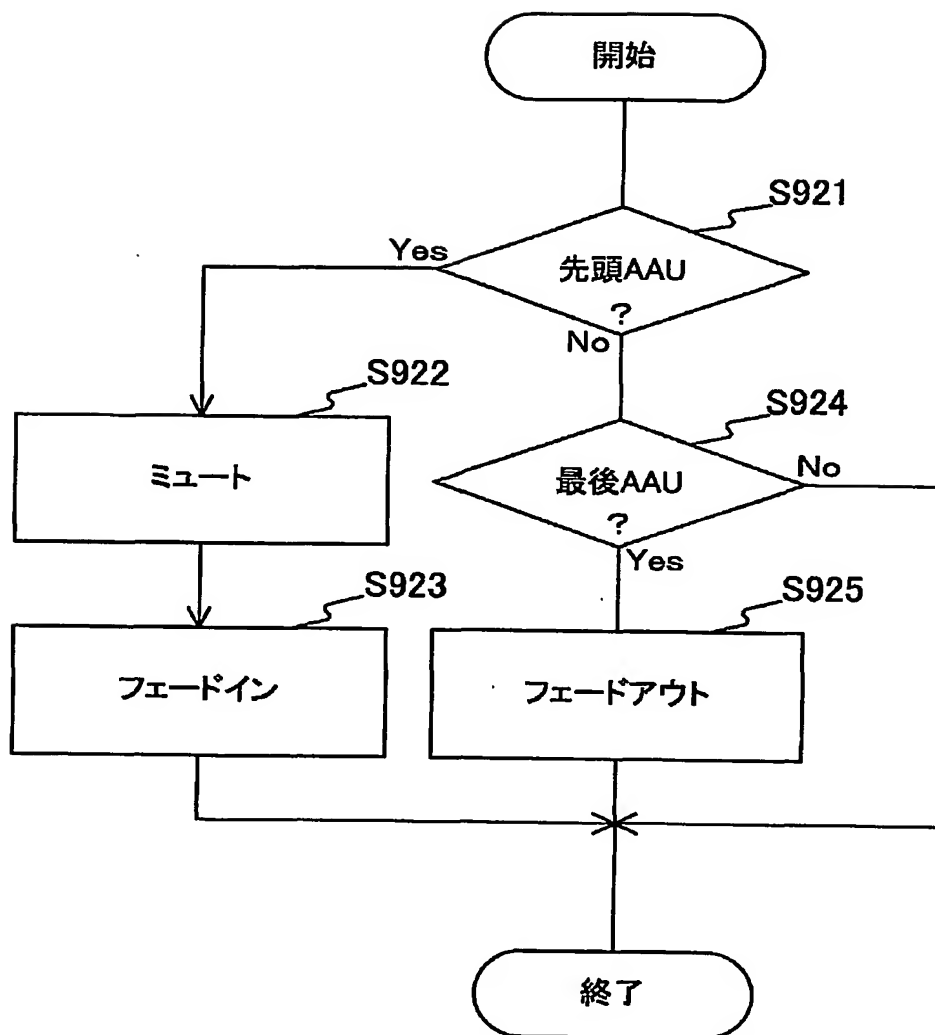 開始
S921
Yes
先頭AAU
?
No
S922
ミュート
S924
No
最後AAU
?
Yes
S923
フェードイン
S925
フェードアウト
終了